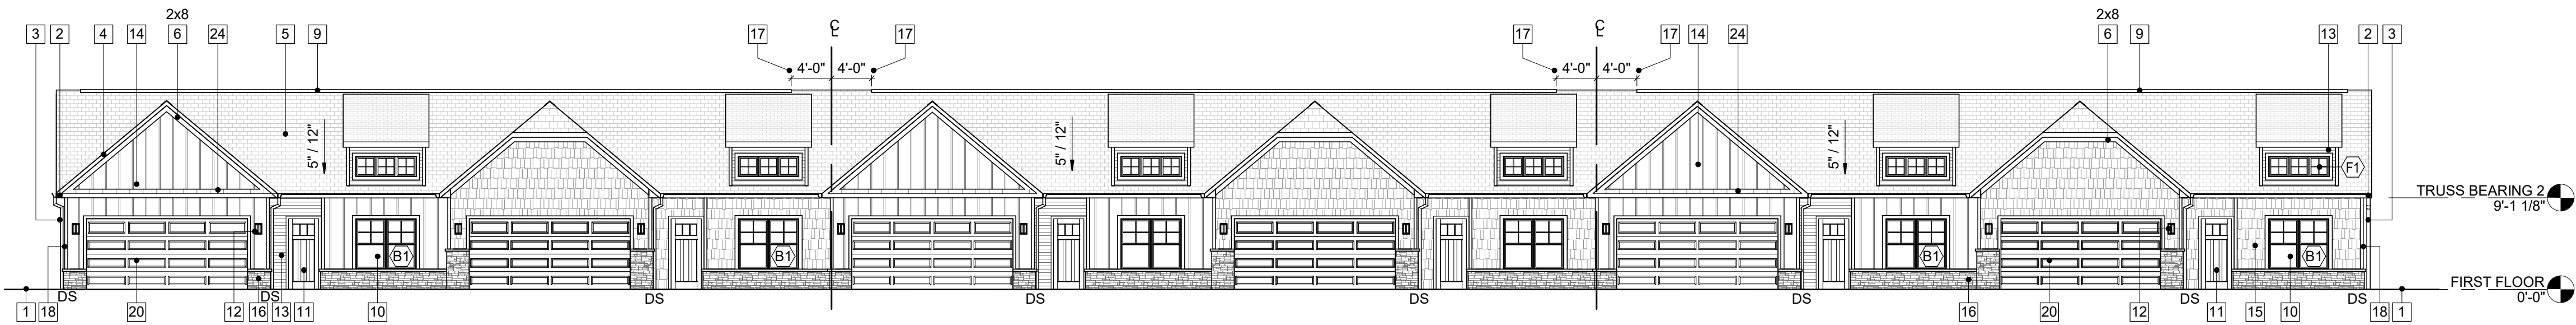 2x8
2x8
3 2 4 14 6 24 5 9 17 ℄ 17 17 ℄ 17 14 24 6 9 13 2 3
4'-0" 4'-0" 4'-0" 4'-0"
5" / 12" 5" / 12" 5" / 12"
F1
TRUSS BEARING 2
9'-1 1/8"
B1 B1 B1 B1
FIRST FLOOR
0'-0"
DS DS DS DS DS DS DS DS
1 18 20 12 16 13 11 10 16 20 12 11 15 10 18 1